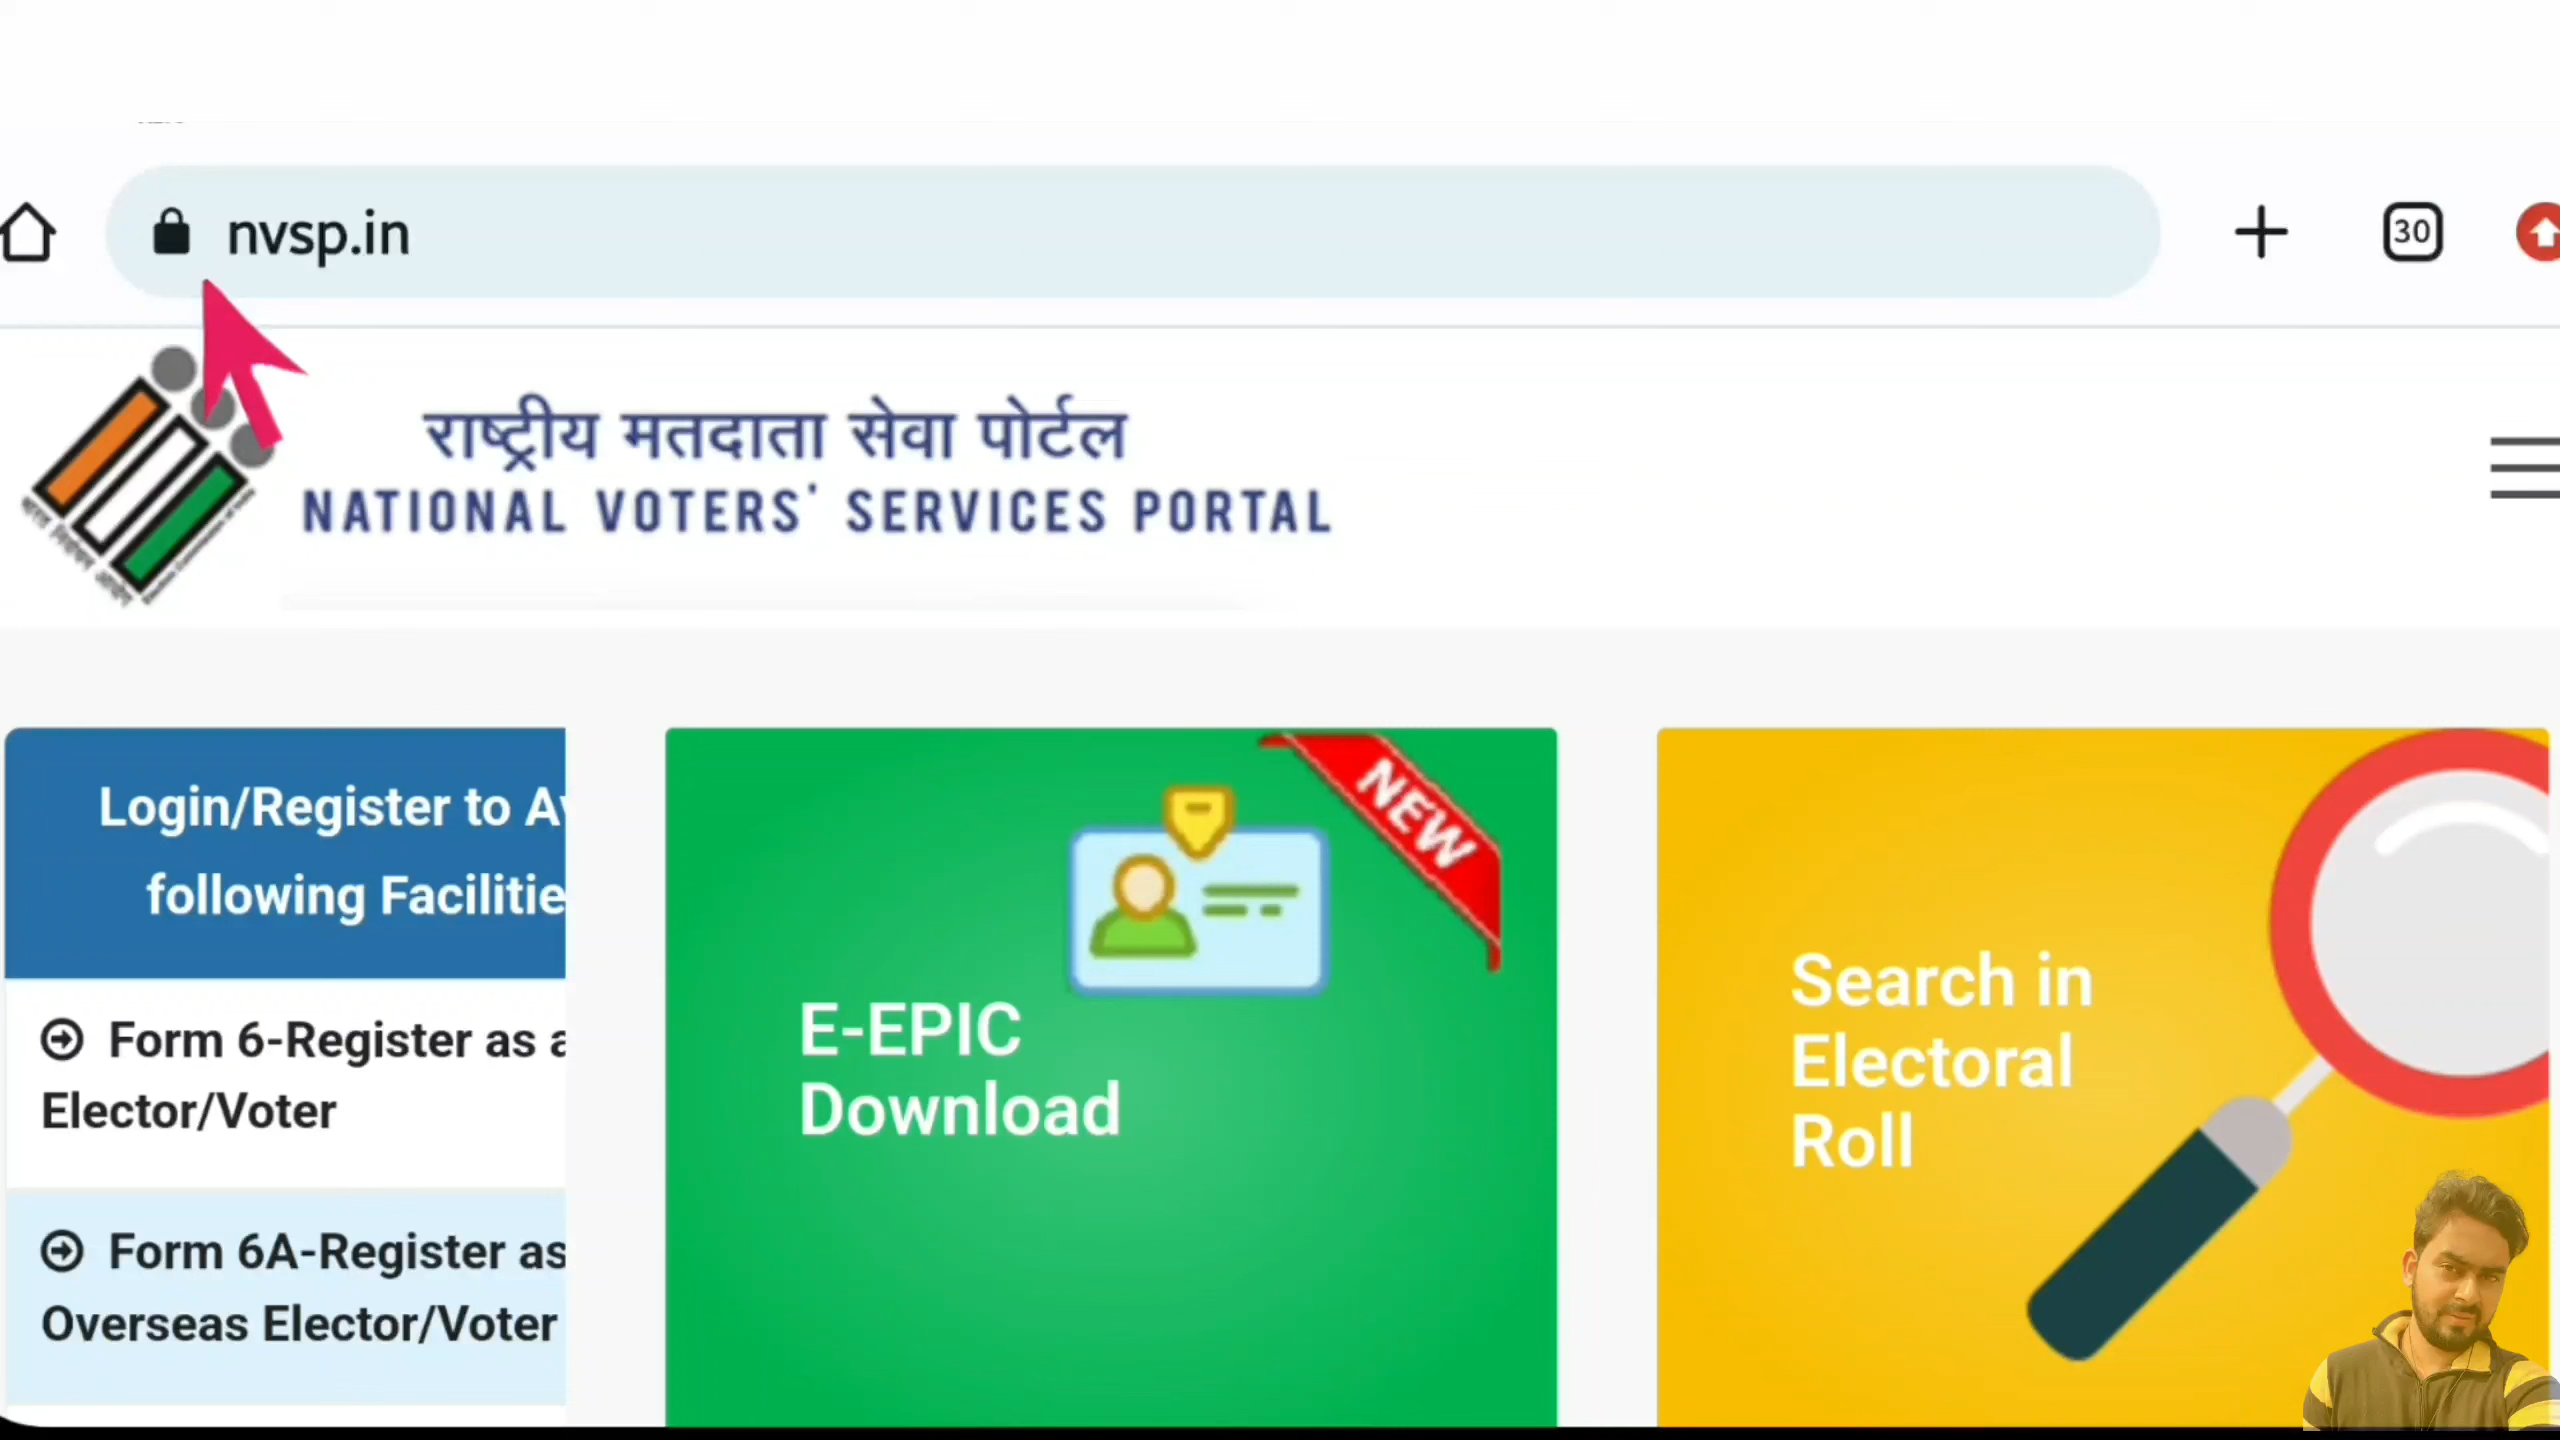 nvsp.in
30
राष्ट्रीय मतदाता सेवा पोर्टल
NATIONAL VOTERS' SERVICES PORTAL
Login/Register to Av
following Facilitie
Form 6-Register as a
Elector/Voter
Form 6A-Register as
Overseas Elector/Voter
NEW
E-EPIC
Download
Search in
Electoral
Roll